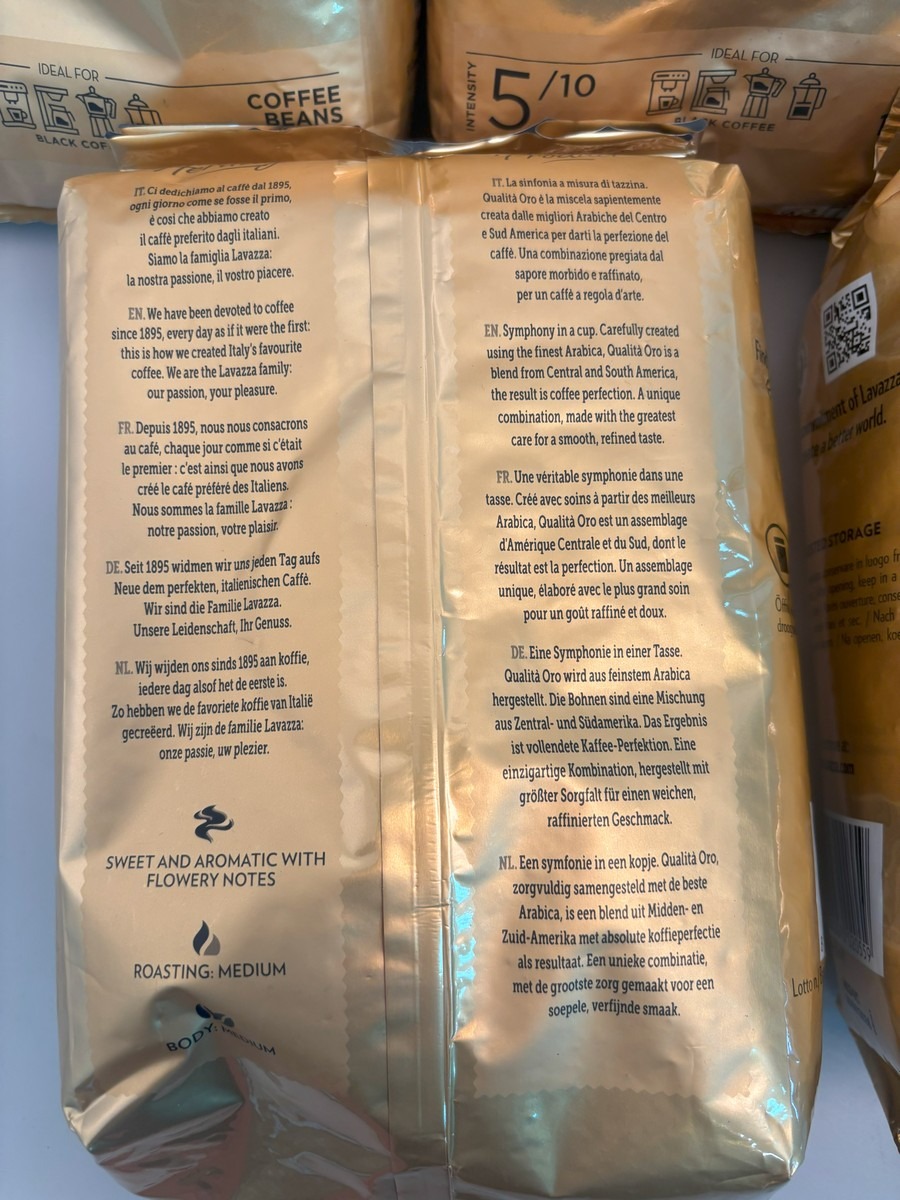 IDEAL FOR
BLACK
COFFEE
BEANS
INTENSITY
5/10
IDEAL FOR
BLACK COFFEE
IT. Ci dedichiamo al caffè dal 1895,
ogni giorno come se fosse il primo,
è così che abbiamo creato
il caffè preferito dagli italiani.
Siamo la famiglia Lavazza:
la nostra passione, il vostro piacere.
EN. We have been devoted to coffee
since 1895, every day as if it were the first:
this is how we created Italy's favourite
coffee. We are the Lavazza family:
our passion, your pleasure.
FR. Depuis 1895, nous nous consacrons
au café, chaque jour comme si c'était
le premier : c'est ainsi que nous avons
créé le café préféré des Italiens.
Nous sommes la famille Lavazza :
notre passion, votre plaisir.
DE. Seit 1895 widmen wir uns jeden Tag aufs
Neue dem perfekten, italienischen Caffè.
Wir sind die Familie Lavazza.
Unsere Leidenschaft, Ihr Genuss.
NL. Wij wijden ons sinds 1895 aan koffie,
iedere dag alsof het de eerste is.
Zo hebben we de favoriete koffie van Italië
gecreëerd. Wij zijn de familie Lavazza:
onze passie, uw plezier.
SWEET AND AROMATIC WITH
FLOWERY NOTES
ROASTING: MEDIUM
BODY: MEDIUM
IT. La sinfonia a misura di tazzina.
Qualità Oro è la miscela sapientemente
creata dalle migliori Arabiche del Centro
e Sud America per darti la perfezione del
caffè. Una combinazione pregiata dal
sapore morbido e raffinato,
per un caffè a regola d'arte.
EN. Symphony in a cup. Carefully created
using the finest Arabica, Qualità Oro is a
blend from Central and South America,
the result is coffee perfection. A unique
combination, made with the greatest
care for a smooth, refined taste.
FR. Une véritable symphonie dans une
tasse. Créé avec soins à partir des meilleurs
Arabica, Qualità Oro est un assemblage
d'Amérique Centrale et du Sud, dont le
résultat est la perfection. Un assemblage
unique, élaboré avec le plus grand soin
pour un goût raffiné et doux.
DE. Eine Symphonie in einer Tasse.
Qualità Oro wird aus feinstem Arabica
hergestellt. Die Bohnen sind eine Mischung
aus Zentral- und Südamerika. Das Ergebnis
ist vollendete Kaffee-Perfektion. Eine
einzigartige Kombination, hergestellt mit
größter Sorgfalt für einen weichen,
raffinierten Geschmack.
NL. Een symfonie in een kopje. Qualità Oro,
zorgvuldig samengesteld met de beste
Arabica, is een blend uit Midden- en
Zuid-Amerika met absolute koffieperfectie
als resultaat. Een unieke combinatie,
met de grootste zorg gemaakt voor een
soepele, verfijnde smaak.
Lotto n.
of Lavazza
a better world.
STORAGE